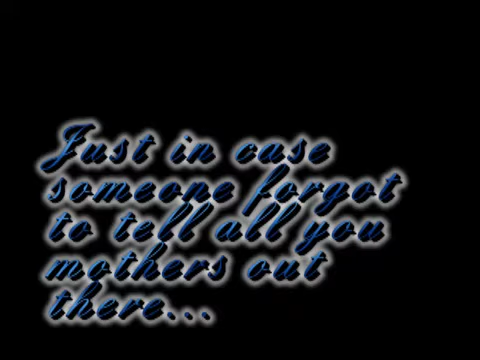 Just in case
someone forgot
to tell all you
mothers out
there...